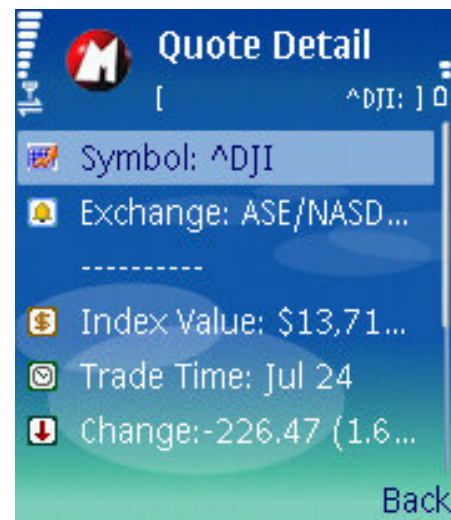 Quote Detail
[ ^DJI: ]
Symbol: ^DJI
Exchange: ASE/NASD...
----------
Index Value: $13,71...
Trade Time: Jul 24
Change:-226.47 (1.6...
Back